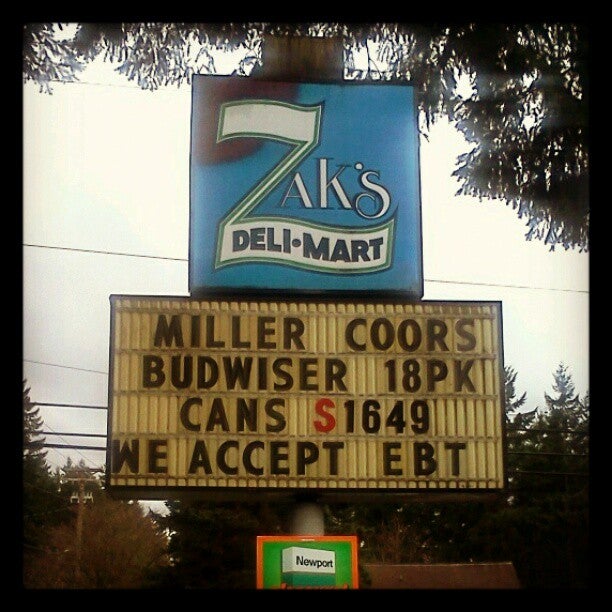 ZAK'S
DELI·MART
MILLER COORS
BUDWISER 18PK
CANS $1649
WE ACCEPT EBT
Newport